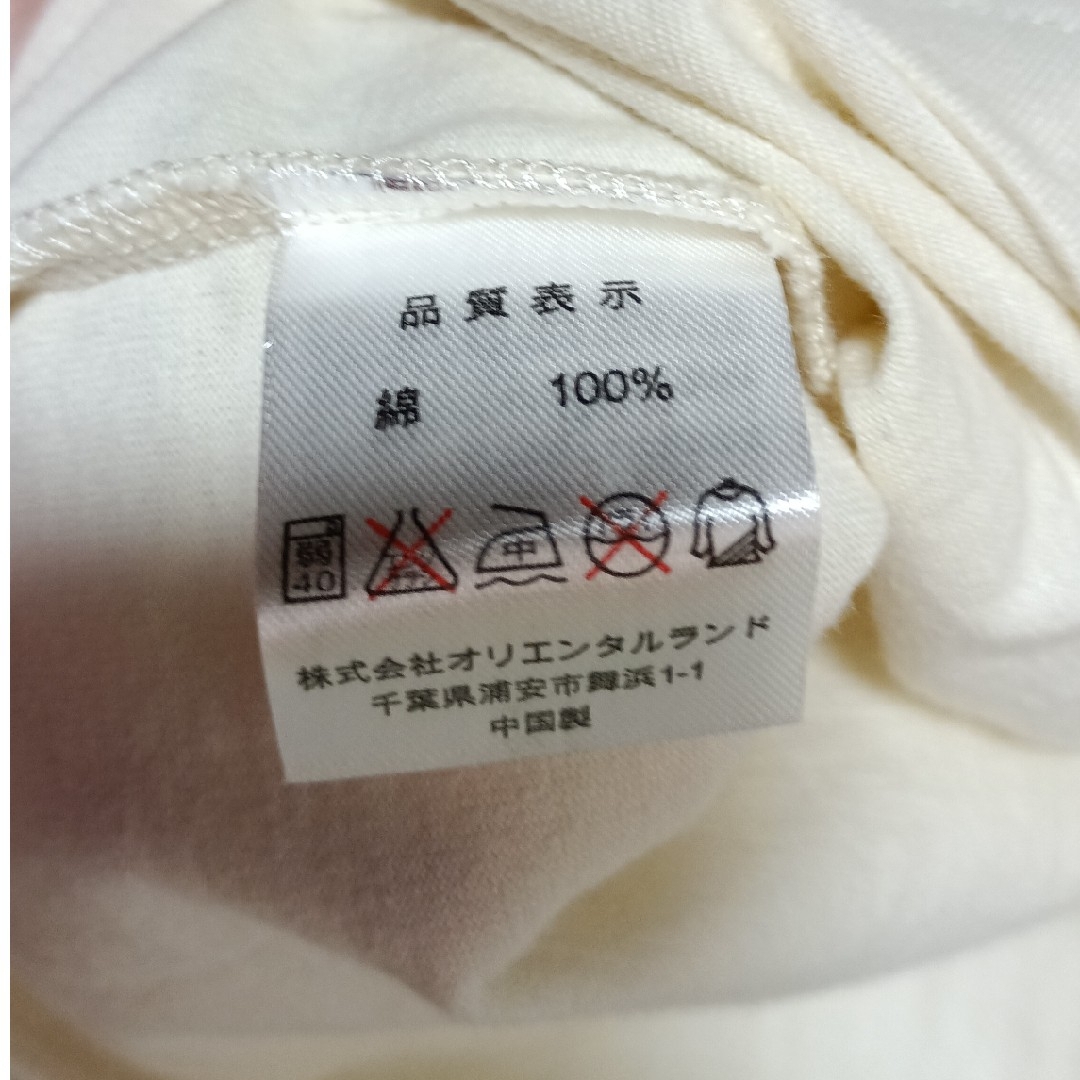 品質表示
綿 100%
弱 40 中
株式会社オリエンタルランド
千葉県浦安市舞浜1-1
中国製